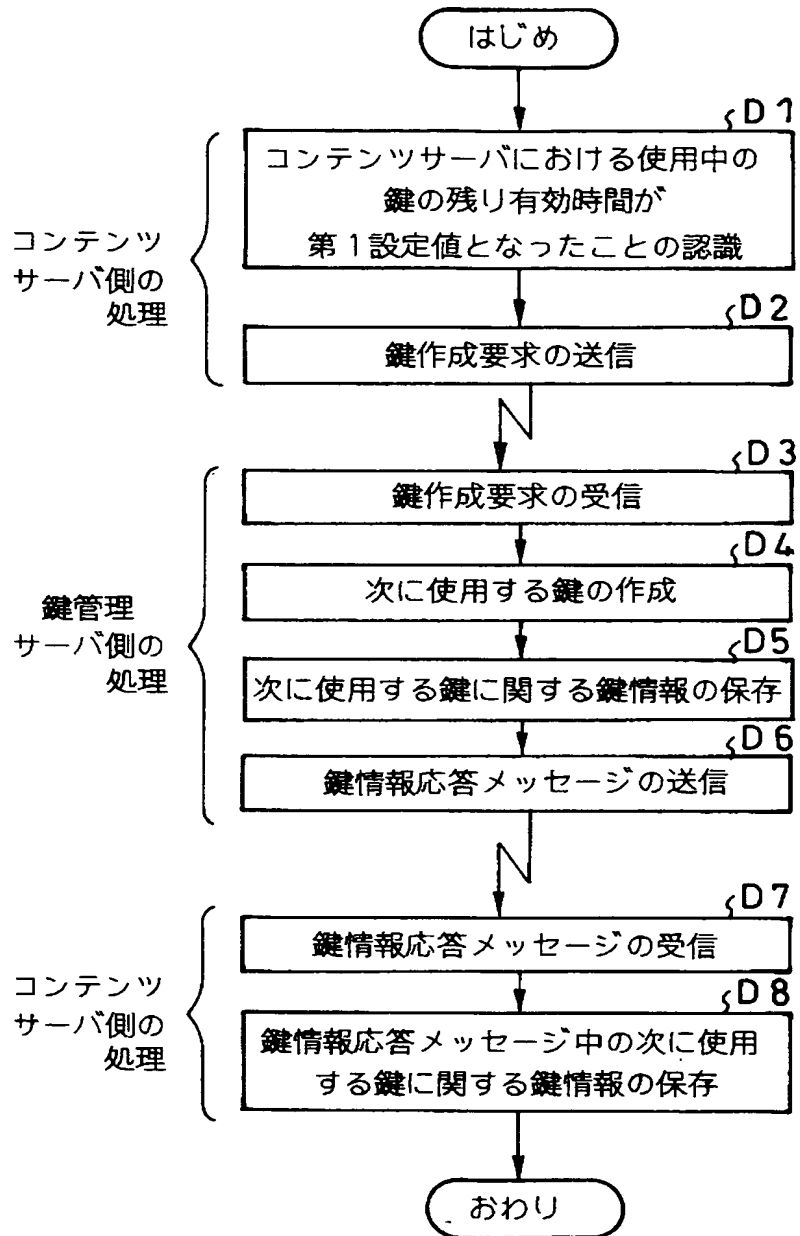 はじめ
D1
コンテンツサーバにおける使用中の
鍵の残り有効時間が
第1設定値となったことの認識
コンテンツ
サーバ側の
処理
D2
鍵作成要求の送信
D3
鍵作成要求の受信
D4
次に使用する鍵の作成
鍵管理
サーバ側の
処理
D5
次に使用する鍵に関する鍵情報の保存
D6
鍵情報応答メッセージの送信
D7
鍵情報応答メッセージの受信
コンテンツ
サーバ側の
処理
D8
鍵情報応答メッセージ中の次に使用
する鍵に関する鍵情報の保存
おわり